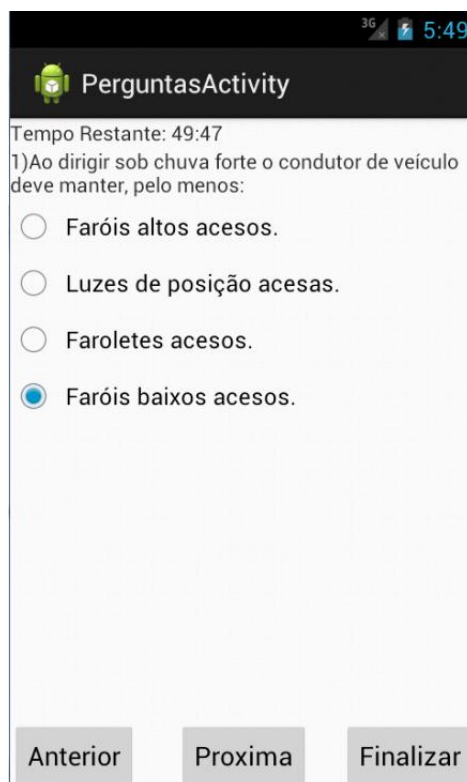 3G 5:49
PerguntasActivity
Tempo Restante: 49:47
1)Ao dirigir sob chuva forte o condutor de veículo
deve manter, pelo menos:
Faróis altos acesos.
Luzes de posição acesas.
Faroletes acesos.
Faróis baixos acesos.
Anterior Proxima Finalizar